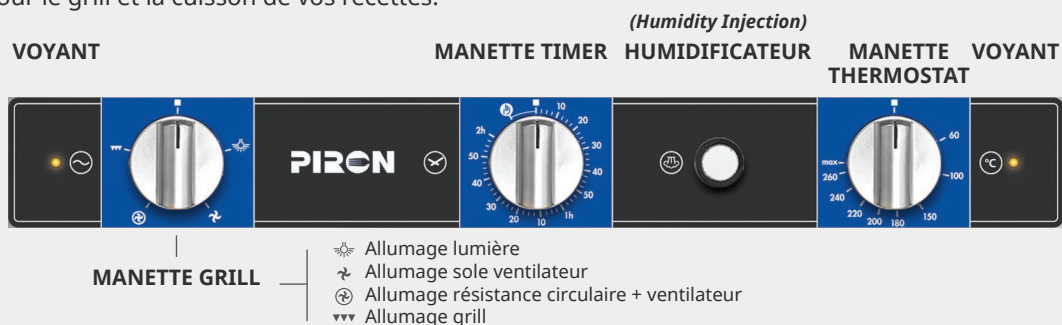 our le grill et la cuisson de vos recettes.
(Humidity Injection)
VOYANT MANETTE TIMER HUMIDIFICATEUR MANETTE THERMOSTAT VOYANT
10
20
30
40
50
1h
10
20
30
40
50
2h
PIRON
60
100
150
180
200
220
240
260
max
°C
MANETTE GRILL
Allumage lumière
Allumage sole ventilateur
Allumage résistance circulaire + ventilateur
Allumage grill